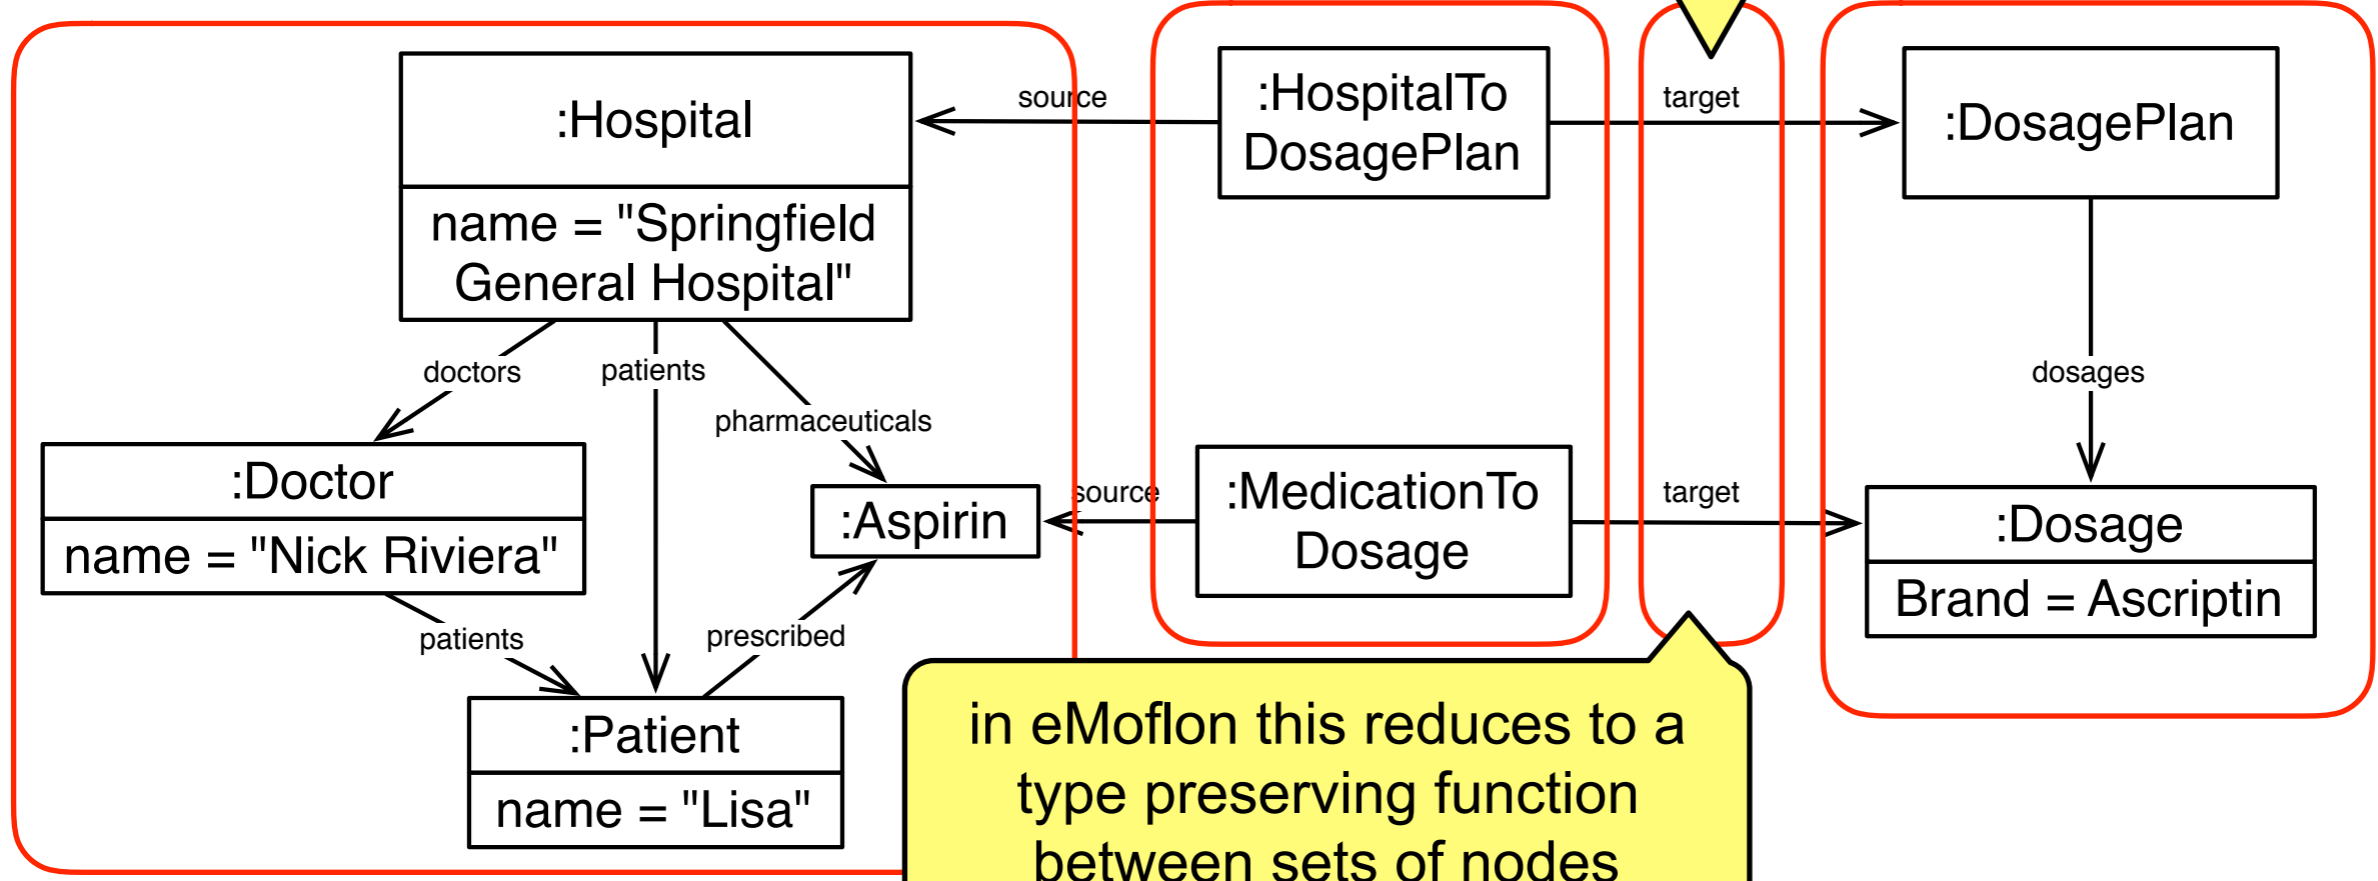 :Hospital
name = "Springfield
General Hospital"
source
:HospitalTo
DosagePlan
target
:DosagePlan
doctors
patients
pharmaceuticals
dosages
:Doctor
name = "Nick Riviera"
:Aspirin
source
:MedicationTo
Dosage
target
:Dosage
Brand = Ascriptin
patients
prescribed
:Patient
name = "Lisa"
in eMoflon this reduces to a
type preserving function
between sets of nodes